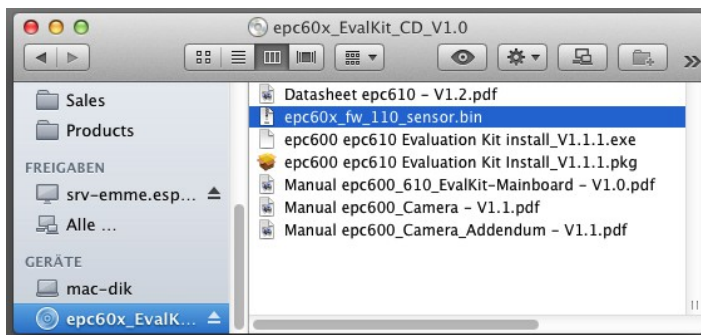 epc60x_EvalKit_CD_V1.0
Sales
Products
FREIGABEN
srv-emme.esp...
Alle ...
GERÄTE
mac-dik
epc60x_EvalK...
Datasheet epc610 - V1.2.pdf
epc60x_fw_110_sensor.bin
epc600 epc610 Evaluation Kit install_V1.1.1.exe
epc600 epc610 Evaluation Kit Install_V1.1.1.pkg
Manual epc600_610_EvalKit-Mainboard - V1.0.pdf
Manual epc600_Camera - V1.1.pdf
Manual epc600_Camera_Addendum - V1.1.pdf